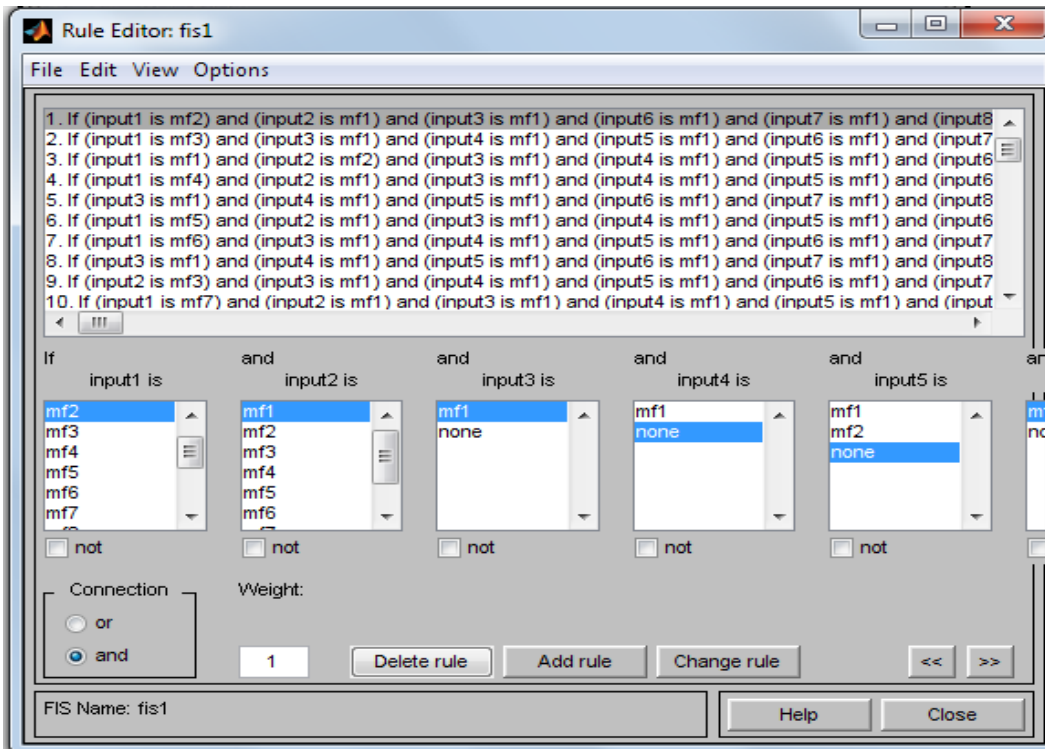 Rule Editor: fis1
File Edit View Options
1. If (input1 is mf2) and (input2 is mf1) and (input3 is mf1) and (input6 is mf1) and (input7 is mf1) and (input8
2. If (input1 is mf3) and (input3 is mf1) and (input4 is mf1) and (input5 is mf1) and (input6 is mf1) and (input7
3. If (input1 is mf1) and (input2 is mf2) and (input3 is mf1) and (input4 is mf1) and (input5 is mf1) and (input6
4. If (input1 is mf4) and (input2 is mf1) and (input3 is mf1) and (input4 is mf1) and (input5 is mf1) and (input6
5. If (input3 is mf1) and (input4 is mf1) and (input5 is mf1) and (input6 is mf1) and (input7 is mf1) and (input8
6. If (input1 is mf5) and (input2 is mf1) and (input3 is mf1) and (input4 is mf1) and (input5 is mf1) and (input6
7. If (input1 is mf6) and (input3 is mf1) and (input4 is mf1) and (input5 is mf1) and (input6 is mf1) and (input7
8. If (input3 is mf1) and (input4 is mf1) and (input5 is mf1) and (input6 is mf1) and (input7 is mf1) and (input8
9. If (input2 is mf3) and (input3 is mf1) and (input4 is mf1) and (input5 is mf1) and (input6 is mf1) and (input7
10. If (input1 is mf7) and (input2 is mf1) and (input3 is mf1) and (input4 is mf1) and (input5 is mf1) and (input
If and and and and
input1 is input2 is input3 is input4 is input5 is
mf2 mf1 mf1 mf1 mf1
mf3 mf2 none none mf2
mf4 mf3 none
mf5 mf4
mf6 mf5
mf7 mf6
not not not not not
Connection Weight:
or
and 1 Delete rule Add rule Change rule << >>
FIS Name: fis1 Help Close